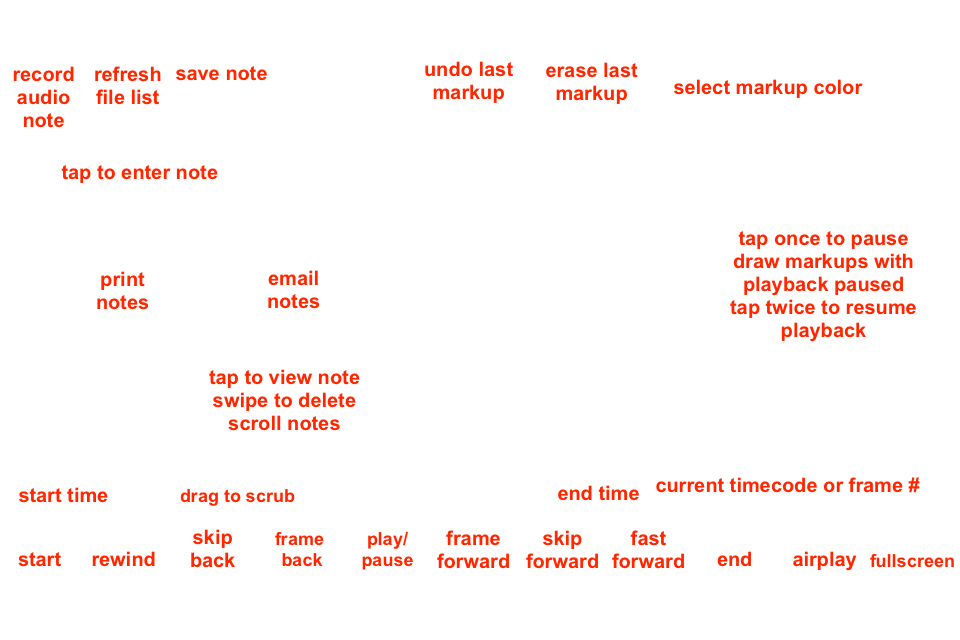 record
audio
note
refresh
file list
save note
undo last
markup
erase last
markup
select markup color
tap to enter note
tap once to pause
draw markups with
playback paused
tap twice to resume
playback
print
notes
email
notes
tap to view note
swipe to delete
scroll notes
start time
drag to scrub
end time
current timecode or frame #
start
rewind
skip
back
frame
back
play/
pause
frame
forward
skip
forward
fast
forward
end
airplay
fullscreen